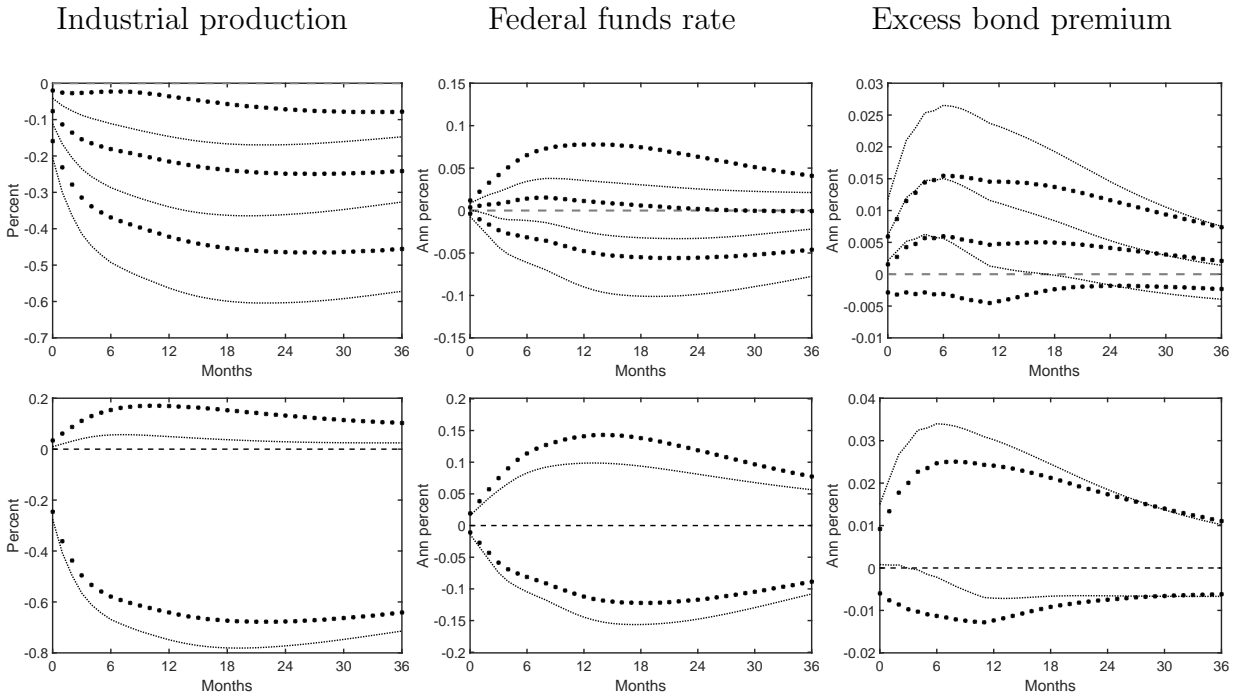 Industrial production Federal funds rate Excess bond premium
0
-0.1
-0.2
-0.3
-0.4
-0.5
-0.6
-0.7
Percent
0 6 12 18 24 30 36
Months
0.15
0.1
0.05
0
-0.05
-0.1
-0.15
Ann percent
0 6 12 18 24 30 36
Months
0.03
0.025
0.02
0.015
0.01
0.005
0
-0.005
-0.01
Ann percent
0 6 12 18 24 30 36
Months
0.2
0
-0.2
-0.4
-0.6
-0.8
Percent
0 6 12 18 24 30 36
Months
0.2
0.15
0.1
0.05
0
-0.05
-0.1
-0.15
-0.2
Ann percent
0 6 12 18 24 30 36
Months
0.04
0.03
0.02
0.01
0
-0.01
-0.02
Ann percent
0 6 12 18 24 30 36
Months